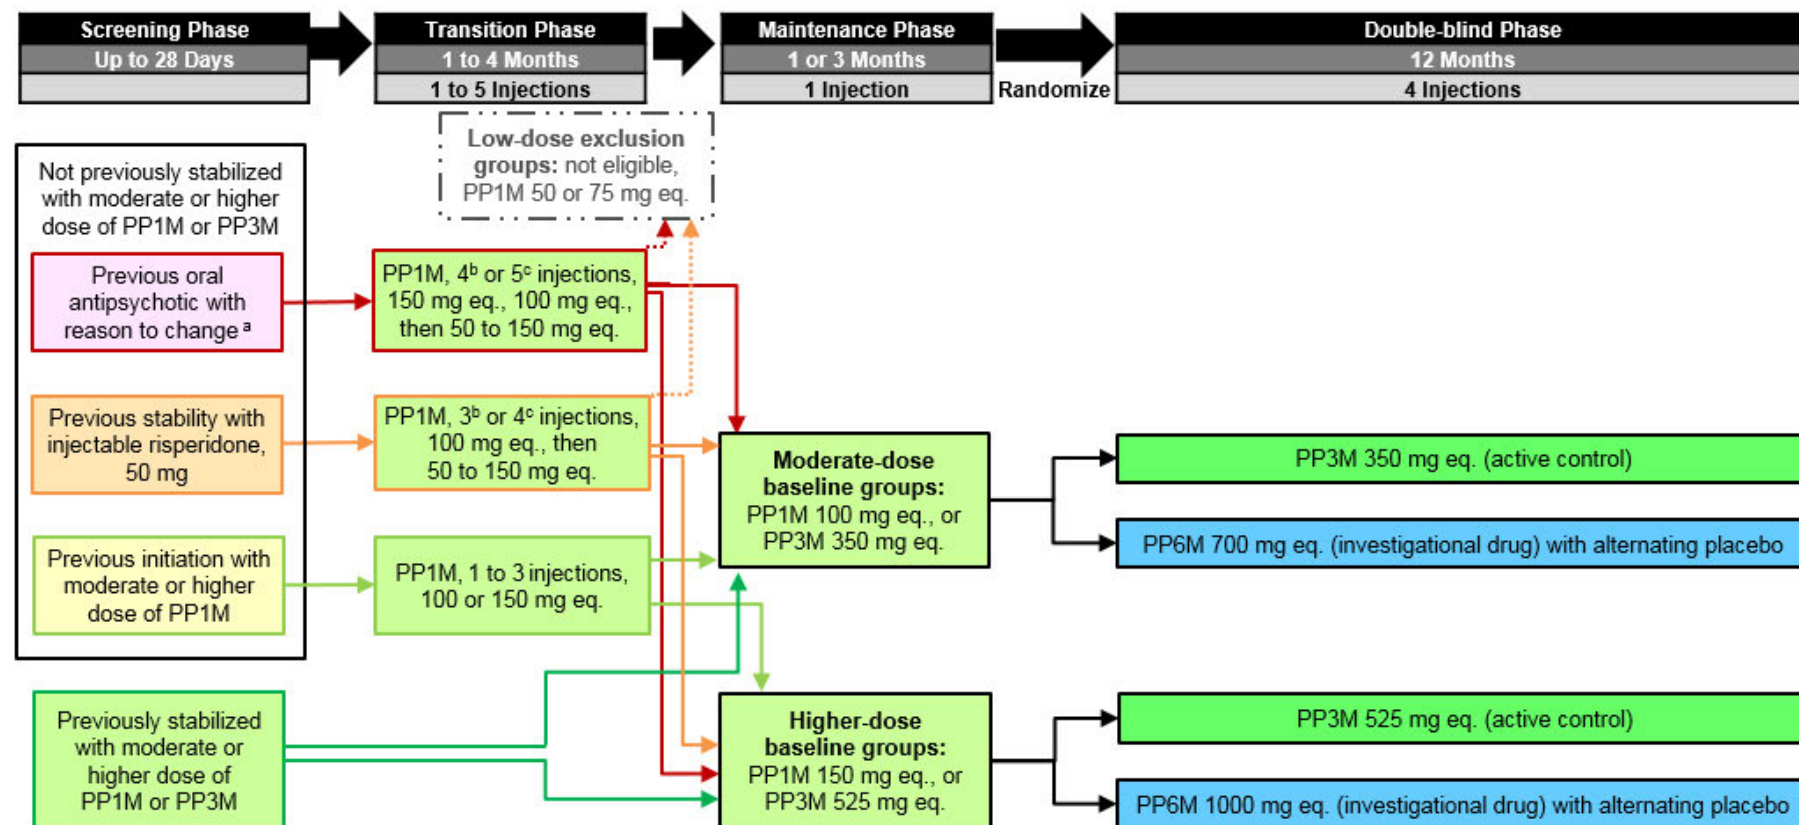 Screening Phase
Up to 28 Days
Transition Phase
1 to 4 Months
1 to 5 Injections
Maintenance Phase
1 or 3 Months
1 Injection
Randomize
Double-blind Phase
12 Months
4 Injections
Low-dose exclusion
groups: not eligible,
PP1M 50 or 75 mg eq.
Not previously stabilized
with moderate or higher
dose of PP1M or PP3M
Previous oral
antipsychotic with
reason to change ᵃ
PP1M, 4ᵇ or 5ᶜ injections,
150 mg eq., 100 mg eq.,
then 50 to 150 mg eq.
Previous stability with
injectable risperidone,
50 mg
PP1M, 3ᵇ or 4ᶜ injections,
100 mg eq., then
50 to 150 mg eq.
Previous initiation with
moderate or higher
dose of PP1M
PP1M, 1 to 3 injections,
100 or 150 mg eq.
Moderate-dose
baseline groups:
PP1M 100 mg eq., or
PP3M 350 mg eq.
PP3M 350 mg eq. (active control)
PP6M 700 mg eq. (investigational drug) with alternating placebo
Previously stabilized
with moderate or
higher dose of
PP1M or PP3M
Higher-dose
baseline groups:
PP1M 150 mg eq., or
PP3M 525 mg eq.
PP3M 525 mg eq. (active control)
PP6M 1000 mg eq. (investigational drug) with alternating placebo